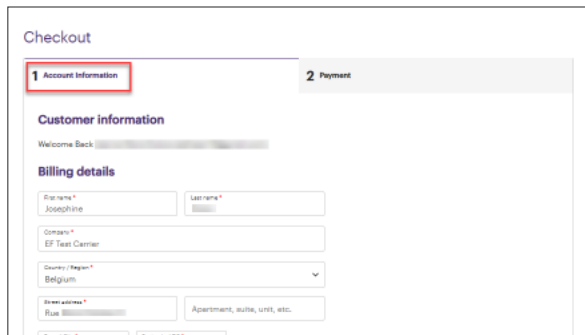 Checkout
1 Account Information
2 Payment
Customer information
Welcome Back
Billing details
First name *
Last name *
Josephine
Company *
EF Test Carrier
Country / Region *
Belgium
Street address *
Rue
Apartment, suite, unit, etc.